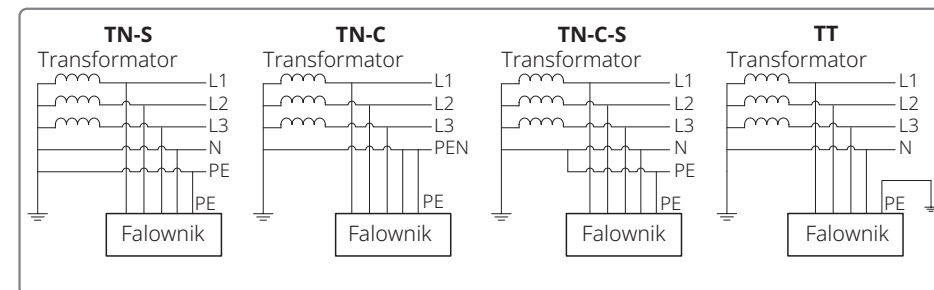 TN-S
Transformator
L1
L2
L3
N
PE
PE
Falownik
TN-C
Transformator
L1
L2
L3
PEN
PE
Falownik
TN-C-S
Transformator
L1
L2
L3
N
PE
PE
Falownik
TT
Transformator
L1
L2
L3
N
PE
Falownik